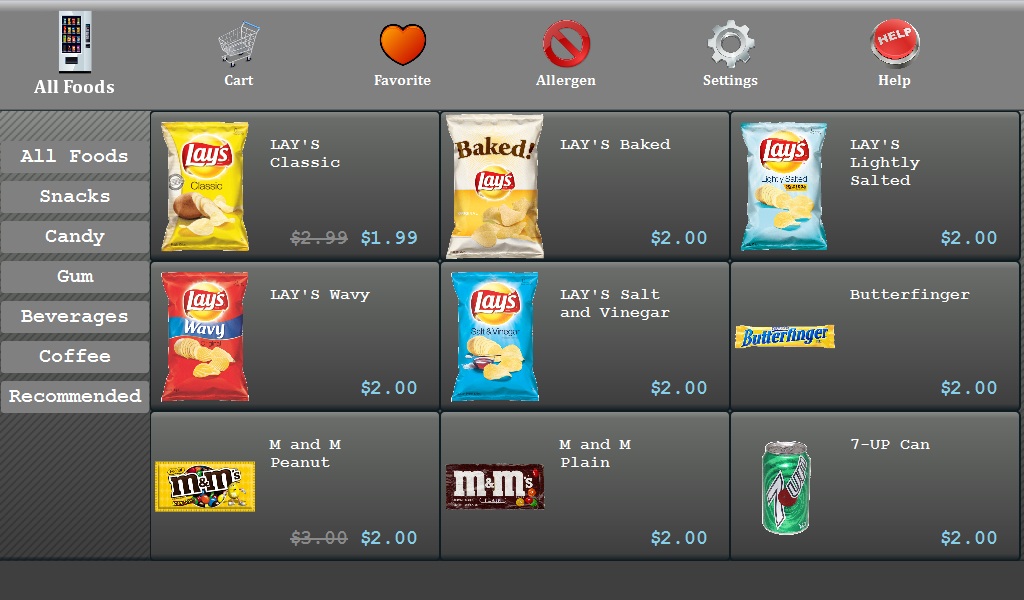 HELP
All Foods
Cart
Favorite
Allergen
Settings
Help
All Foods
Snacks
Candy
Gum
Beverages
Coffee
Recommended
Lay's
Classic
LAY'S
Classic
$2.99 $1.99
Baked!
Lay's
LAY'S Baked
$2.00
Lay's
Lightly Salted
LAY'S
Lightly
Salted
$2.00
Lay's
Wavy
LAY'S Wavy
$2.00
Lay's
Salt & Vinegar
LAY'S Salt
and Vinegar
$2.00
Butterfinger
Butterfinger
$2.00
m&m's
M and M
Peanut
$3.00 $2.00
m&m's
M and M
Plain
$2.00
7UP
7-UP Can
$2.00